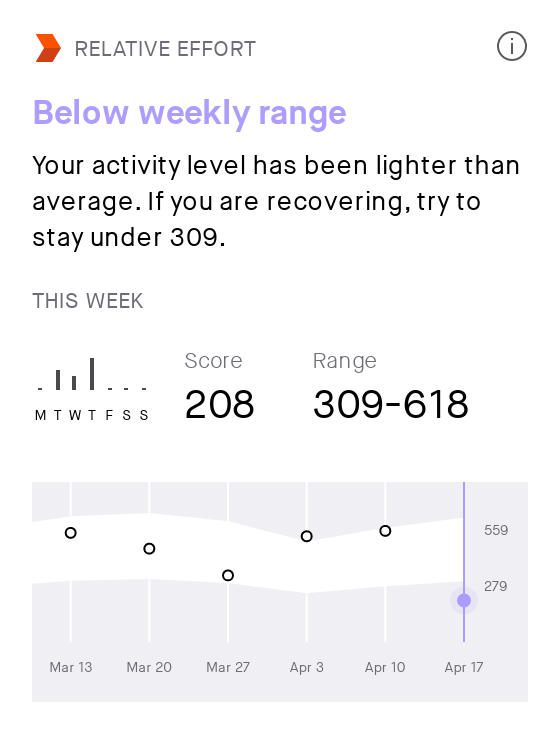 RELATIVE EFFORT
Below weekly range
Your activity level has been lighter than
average. If you are recovering, try to
stay under 309.
THIS WEEK
Score
Range
M T W T F S S
208
309-618
559
279
Mar 13
Mar 20
Mar 27
Apr 3
Apr 10
Apr 17